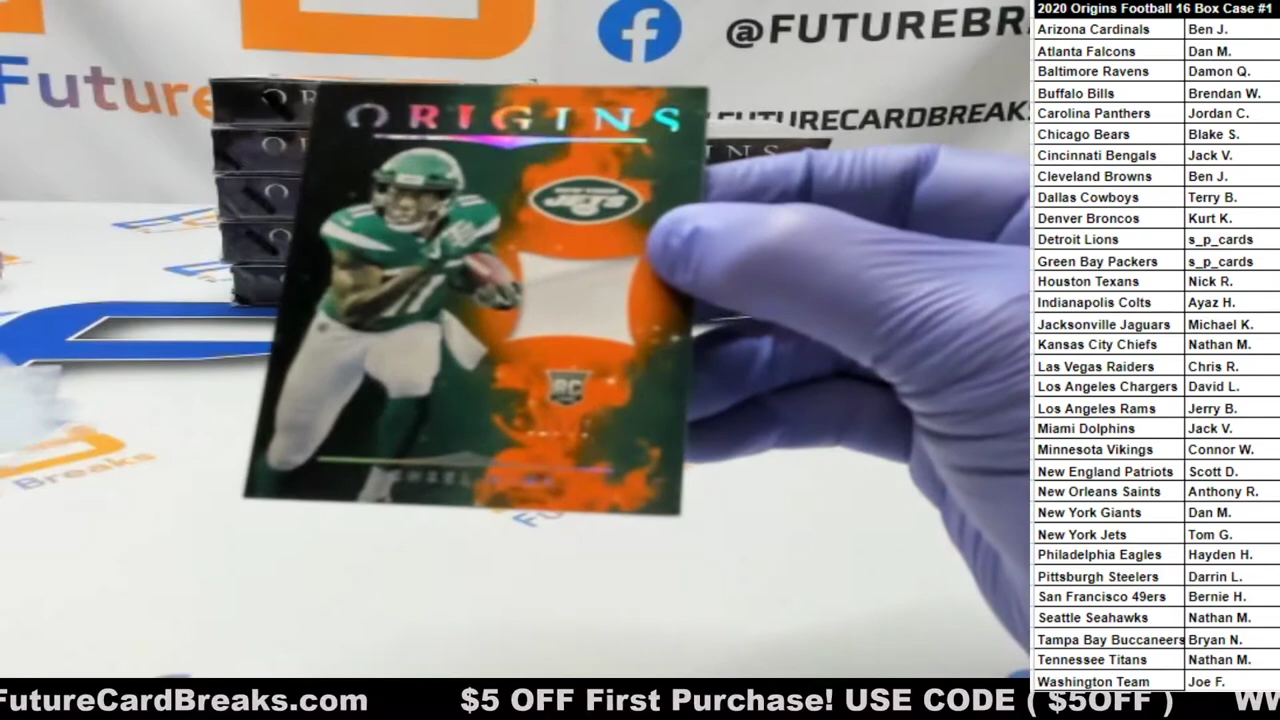 2020 Origins Football 16 Box Case #1
Arizona Cardinals Ben J.
Atlanta Falcons Dan M.
Baltimore Ravens Damon Q.
Buffalo Bills Brendan W.
Carolina Panthers Jordan C.
Chicago Bears Blake S.
Cincinnati Bengals Jack V.
Cleveland Browns Ben J.
Dallas Cowboys Terry B.
Denver Broncos Kurt K.
Detroit Lions s_p_cards
Green Bay Packers s_p_cards
Houston Texans Nick R.
Indianapolis Colts Ayaz H.
Jacksonville Jaguars Michael K.
Kansas City Chiefs Nathan M.
Las Vegas Raiders Chris R.
Los Angeles Chargers David L.
Los Angeles Rams Jerry B.
Miami Dolphins Jack V.
Minnesota Vikings Connor W.
New England Patriots Scott D.
New Orleans Saints Anthony R.
New York Giants Dan M.
New York Jets Tom G.
Philadelphia Eagles Hayden H.
Pittsburgh Steelers Darrin L.
San Francisco 49ers Bernie H.
Seattle Seahawks Nathan M.
Tampa Bay Buccaneers Bryan N.
Tennessee Titans Nathan M.
Washington Team Joe F.
@FUTUREBR
Future
FUTURECARDBREAKS
ORIGINS
NEW YORK
JETS
RC
Breaks
FutureCardBreaks.com $5 OFF First Purchase! USE CODE ( $5OFF ) WW